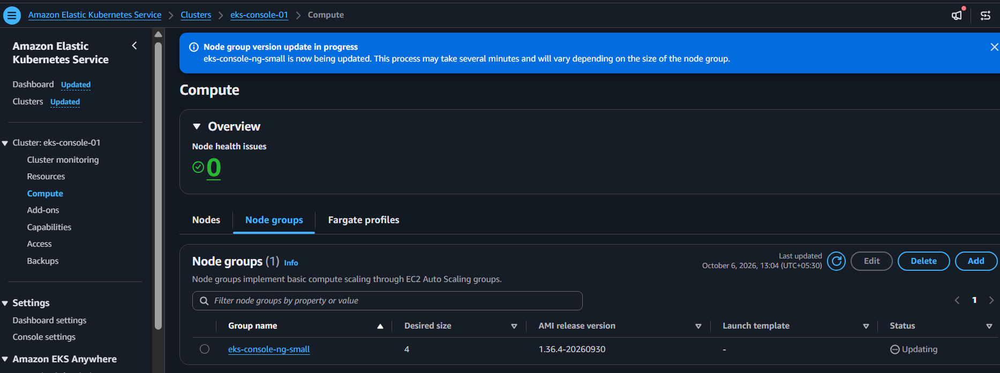 Amazon Elastic Kubernetes Service > Clusters > eks-console-01 > Compute
Amazon Elastic
Kubernetes Service
Dashboard Updated
Clusters Updated
Cluster: eks-console-01
Cluster monitoring
Resources
Compute
Add-ons
Capabilities
Access
Backups
Settings
Dashboard settings
Console settings
Amazon EKS Anywhere
Node group version update in progress
eks-console-ng-small is now being updated. This process may take several minutes and will vary depending on the size of the node group.
Compute
Overview
Node health issues
0
Nodes Node groups Fargate profiles
Node groups (1) Info
Last updated
October 6, 2026, 13:04 (UTC+05:30)
Edit Delete Add
Node groups implement basic compute scaling through EC2 Auto Scaling groups.
Filter node groups by property or value
1
Group name Desired size AMI release version Launch template Status
eks-console-ng-small 4 1.36.4-20260930 - Updating